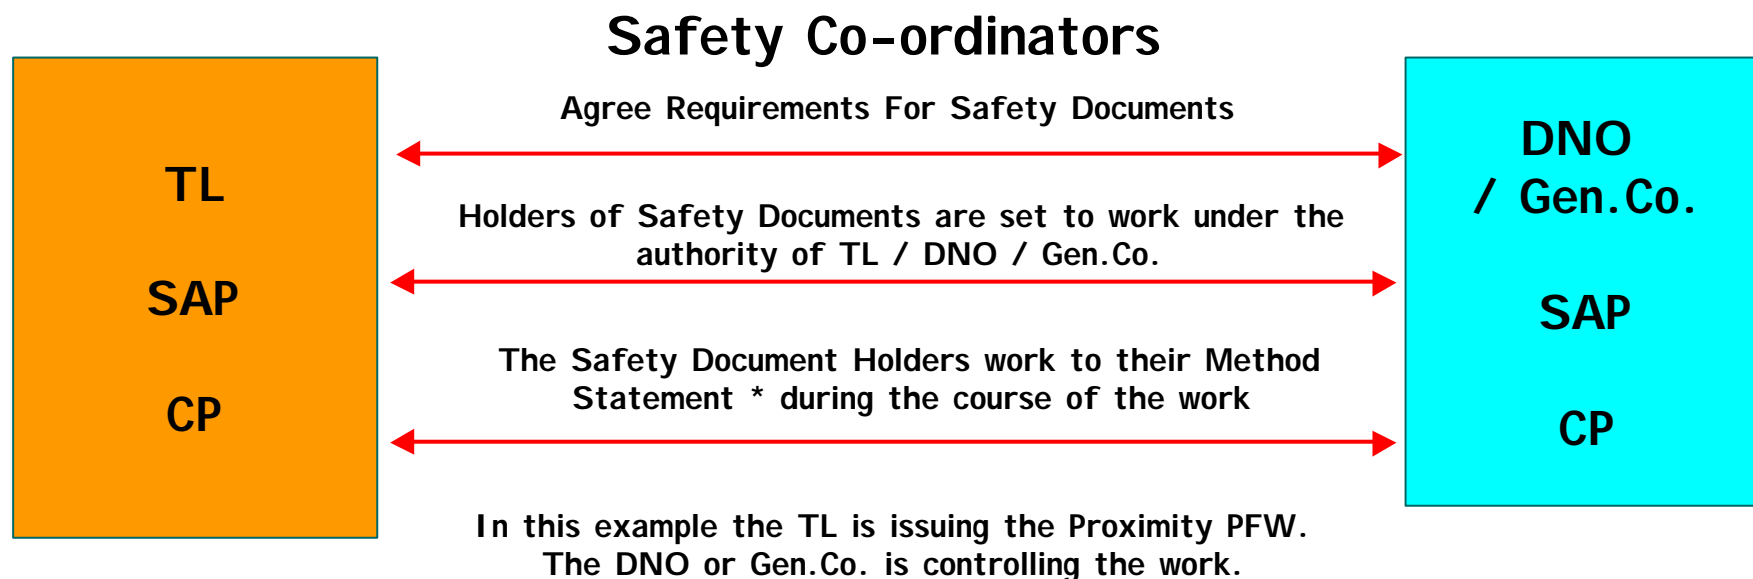 Safety Co-ordinators
TL
SAP
CP
Agree Requirements For Safety Documents
Holders of Safety Documents are set to work under the
authority of TL / DNO / Gen.Co.
The Safety Document Holders work to their Method
Statement * during the course of the work
In this example the TL is issuing the Proximity PFW.
The DNO or Gen.Co. is controlling the work.
DNO
/ Gen.Co.
SAP
CP